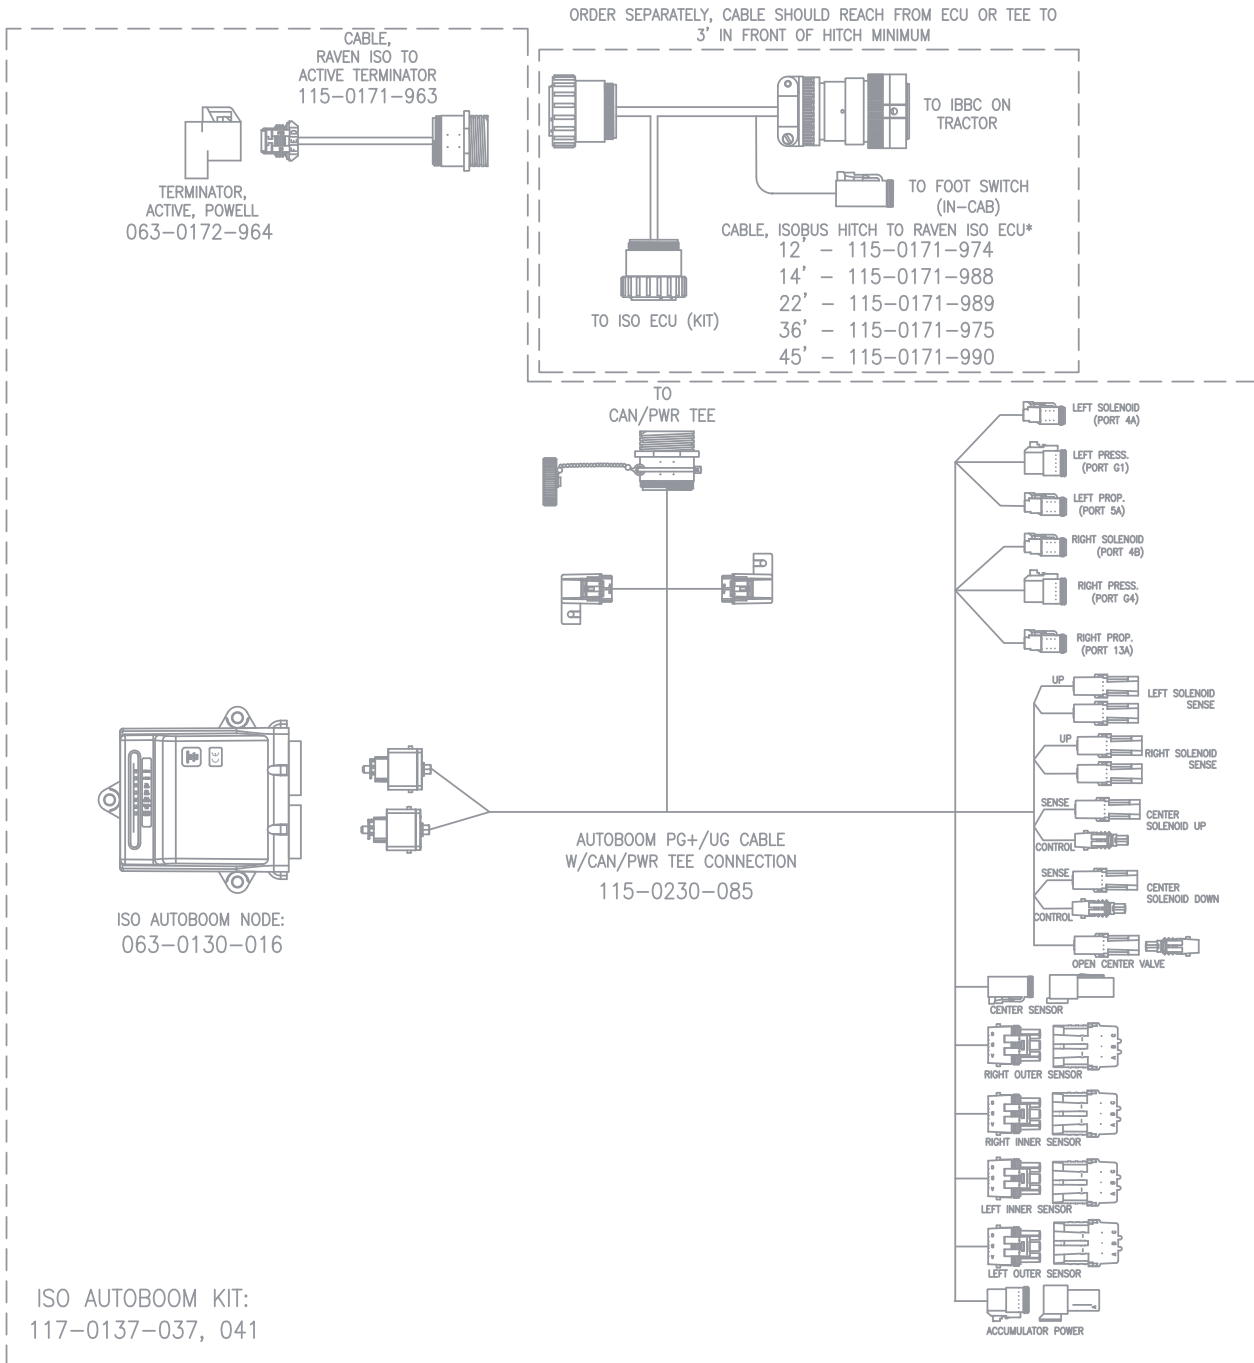 ORDER SEPARATELY, CABLE SHOULD REACH FROM ECU OR TEE TO
3' IN FRONT OF HITCH MINIMUM
CABLE,
RAVEN ISO TO
ACTIVE TERMINATOR
115-0171-963
TERMINATOR,
ACTIVE, POWELL
063-0172-964
TO IBBC ON
TRACTOR
TO FOOT SWITCH
(IN-CAB)
CABLE, ISOBUS HITCH TO RAVEN ISO ECU*
12' - 115-0171-974
14' - 115-0171-988
22' - 115-0171-989
36' - 115-0171-975
45' - 115-0171-990
TO ISO ECU (KIT)
TO
CAN/PWR TEE
LEFT SOLENOID
(PORT 4A)
LEFT PRESS.
(PORT G1)
LEFT PROP.
(PORT 5A)
RIGHT SOLENOID
(PORT 4B)
RIGHT PRESS.
(PORT G4)
RIGHT PROP.
(PORT 13A)
UP
LEFT SOLENOID
SENSE
UP
RIGHT SOLENOID
SENSE
SENSE
CENTER
SOLENOID UP
CONTROL
SENSE
CENTER
SOLENOID DOWN
CONTROL
OPEN CENTER VALVE
AUTOBOOM PG+/UG CABLE
W/CAN/PWR TEE CONNECTION
115-0230-085
ISO AUTOBOOM NODE:
063-0130-016
CENTER SENSOR
RIGHT OUTER SENSOR
RIGHT INNER SENSOR
LEFT INNER SENSOR
LEFT OUTER SENSOR
ACCUMULATOR POWER
ISO AUTOBOOM KIT:
117-0137-037, 041